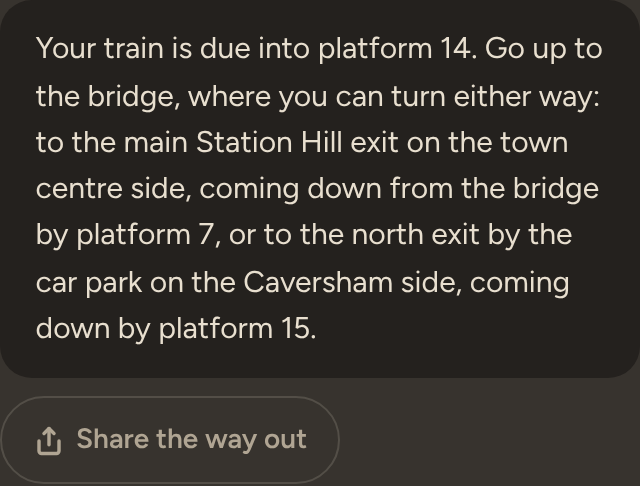 Your train is due into platform 14. Go up to
the bridge, where you can turn either way:
to the main Station Hill exit on the town
centre side, coming down from the bridge
by platform 7, or to the north exit by the
car park on the Caversham side, coming
down by platform 15.
Share the way out